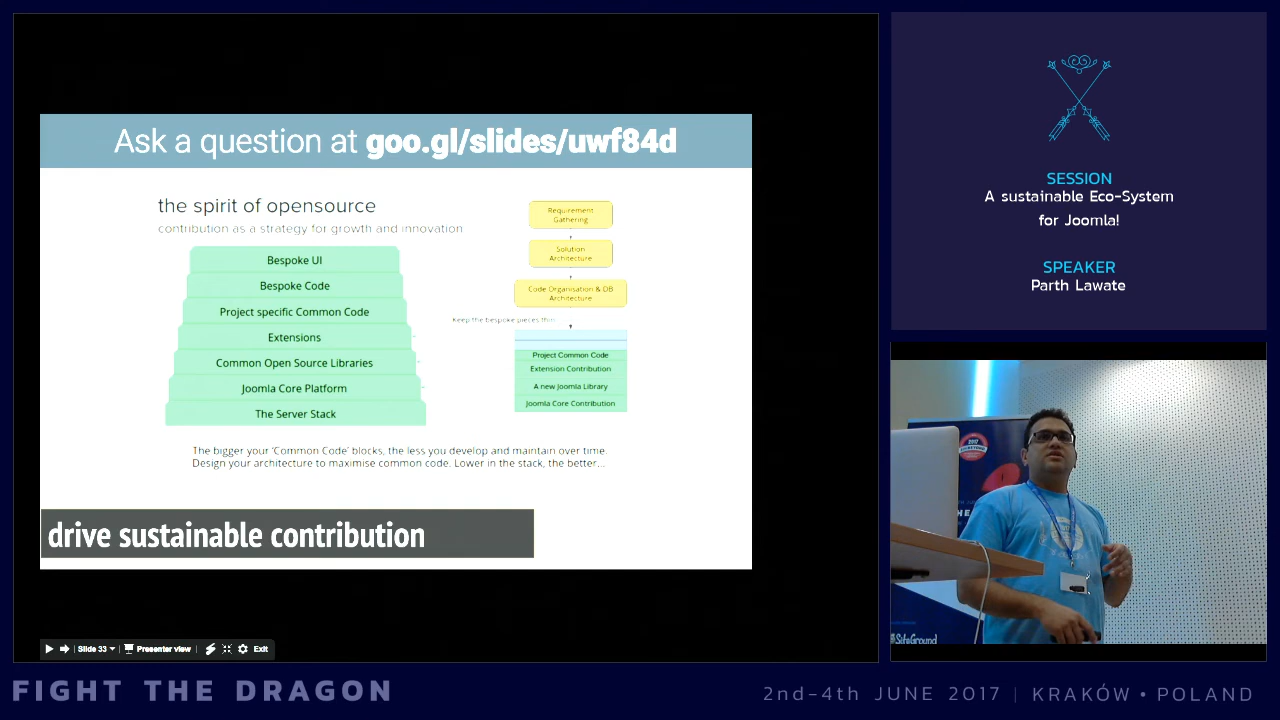 Ask a question at goo.gl/slides/uwf84d
the spirit of opensource
contribution as a strategy for growth and innovation
Bespoke UI
Bespoke Code
Project specific Common Code
Extensions
Common Open Source Libraries
Joomla Core Platform
The Server Stack
Requirement
Gathering
Solution
Architecture
Code Organisation & DB
Architecture
Keep the bespoke pieces thin
Project Common Code
Extension Contribution
A new Joomla Library
Joomla Core Contribution
The bigger your 'Common Code' blocks, the less you develop and maintain over time.
Design your architecture to maximise common code. Lower in the stack, the better...
drive sustainable contribution
Slide 33
Presenter view
Exit
SESSION
A sustainable Eco-System
for Joomla!
SPEAKER
Parth Lawate
SiteGround
FIGHT THE DRAGON
2nd-4th JUNE 2017 | KRAKÓW • POLAND